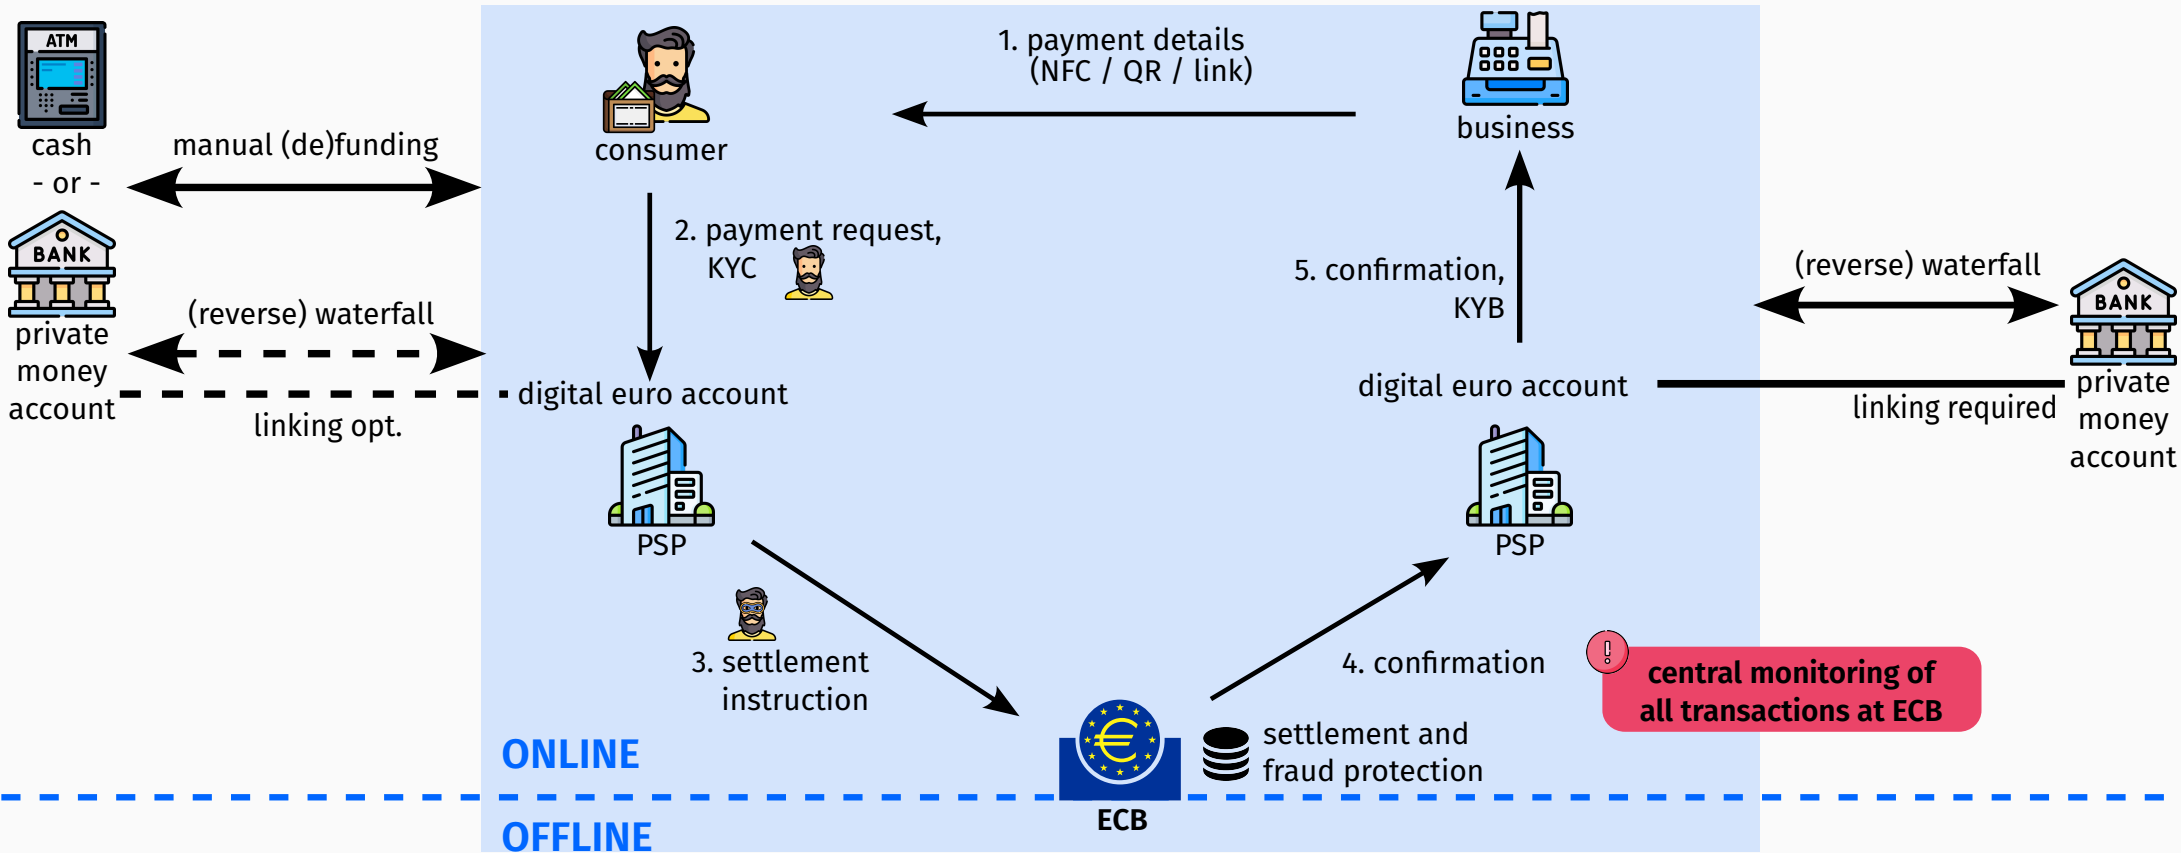 ATM
cash
- or -
BANK
private
money
account
manual (de)funding
(reverse) waterfall
linking opt.
consumer
1. payment details
(NFC / QR / link)
business
2. payment request,
KYC
digital euro account
PSP
3. settlement
instruction
ECB
settlement and
fraud protection
4. confirmation
PSP
digital euro account
5. confirmation,
KYB
(reverse) waterfall
linking required
BANK
private
money
account
central monitoring of
all transactions at ECB
ONLINE
OFFLINE